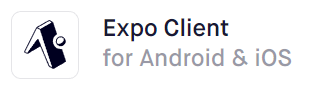 Expo Client
for Android & iOS